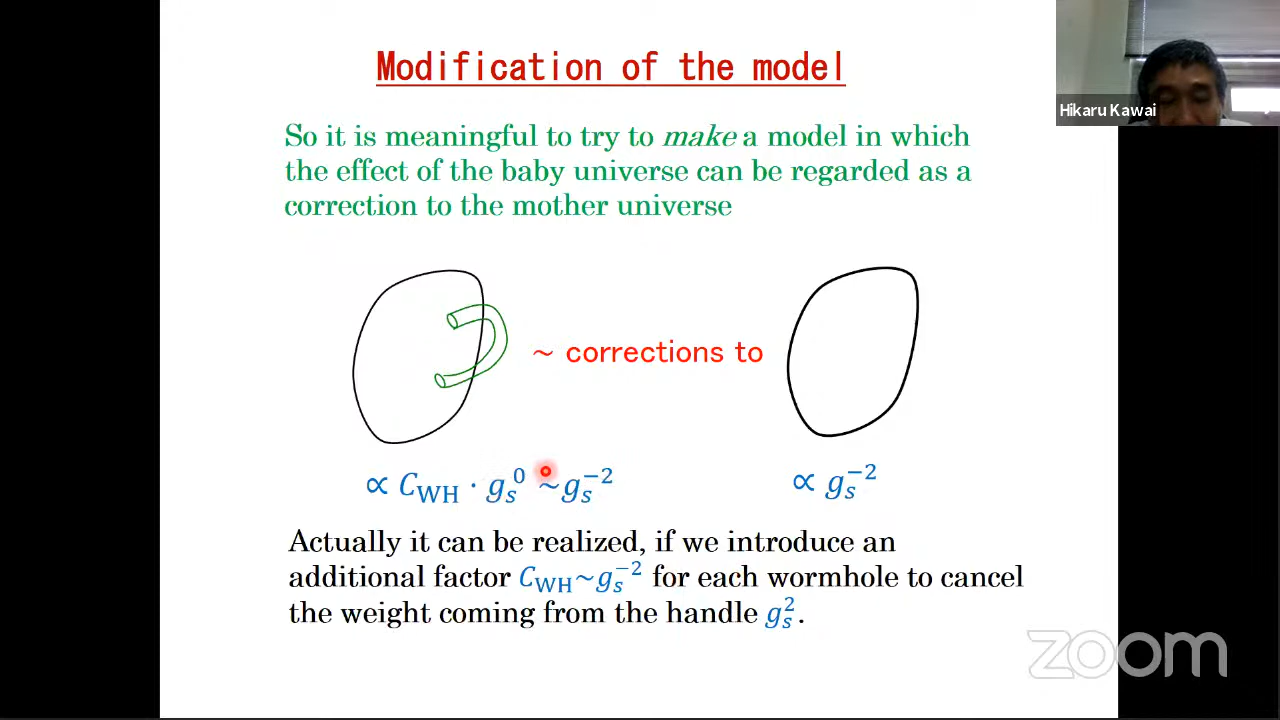 Modification of the model
Hikaru Kawai
So it is meaningful to try to make a model in which
the effect of the baby universe can be regarded as a
correction to the mother universe
~ corrections to
∝ C_WH · g_s^0 ~ g_s^−2
∝ g_s^−2
Actually it can be realized, if we introduce an
additional factor C_WH~g_s^−2 for each wormhole to cancel
the weight coming from the handle g_s^2.
zoom